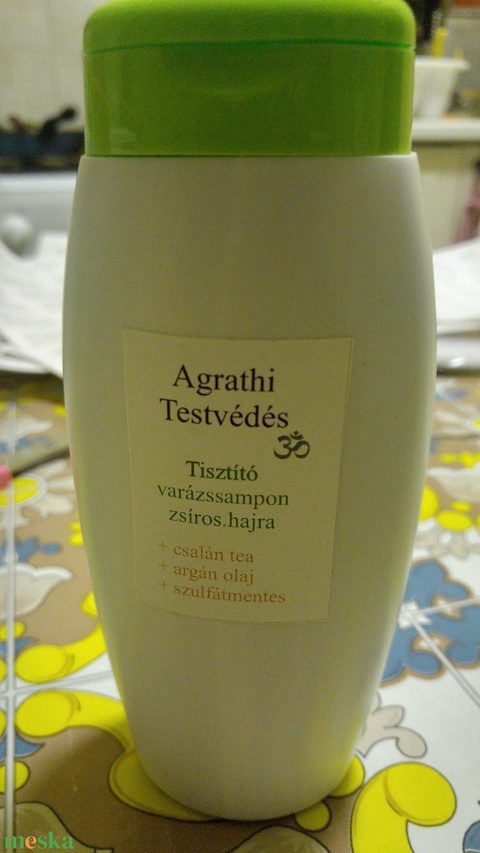 Agrathi
Testvédés
ॐ
Tisztító
varázssampon
zsíros.hajra
+ csalán tea
+ argán olaj
+ szulfátmentes
meska